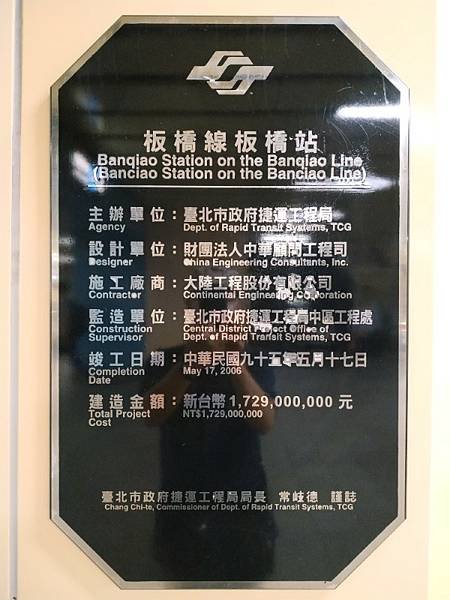 板橋線板橋站
Banqiao Station on the Banqiao Line
(Banciao Station on the Banciao Line)
主辦單位：臺北市政府捷運工程局
Agency Dept. of Rapid Transit Systems, TCG
設計單位：財團法人中華顧問工程司
Designer China Engineering Consultants, Inc.
施工廠商：大陸工程股份有限公司
Contractor Continental Engineering Corporation
監造單位：臺北市政府捷運工程局中區工程處
Construction Central District Project Office of
Supervisor Dept. of Rapid Transit Systems, TCG
竣工日期：中華民國九十五年五月十七日
Completion May 17, 2006
Date
建造金額：新台幣1,729,000,000 元
Total Project NT$1,729,000,000
Cost
臺北市政府捷運工程局局長 常岐德 謹誌
Chang Chi-te, Commissioner of Dept. of Rapid Transit Systems, TCG